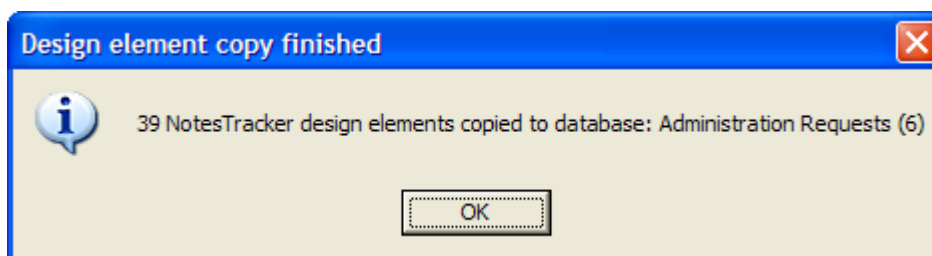 Design element copy finished
39 NotesTracker design elements copied to database: Administration Requests (6)
OK